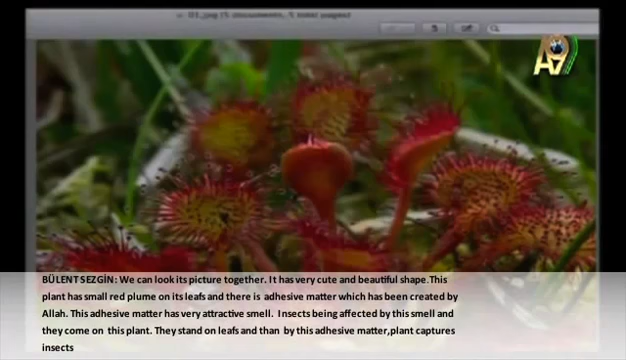 A9
BÜLENT SEZGİN: We can look its picture together. It has very cute and beautiful shape.This
plant has small red plume on its leafs and there is adhesive matter which has been created by
Allah. This adhesive matter has very attractive smell. Insects being affected by this smell and
they come on this plant. They stand on leafs and than by this adhesive matter,plant captures
insects